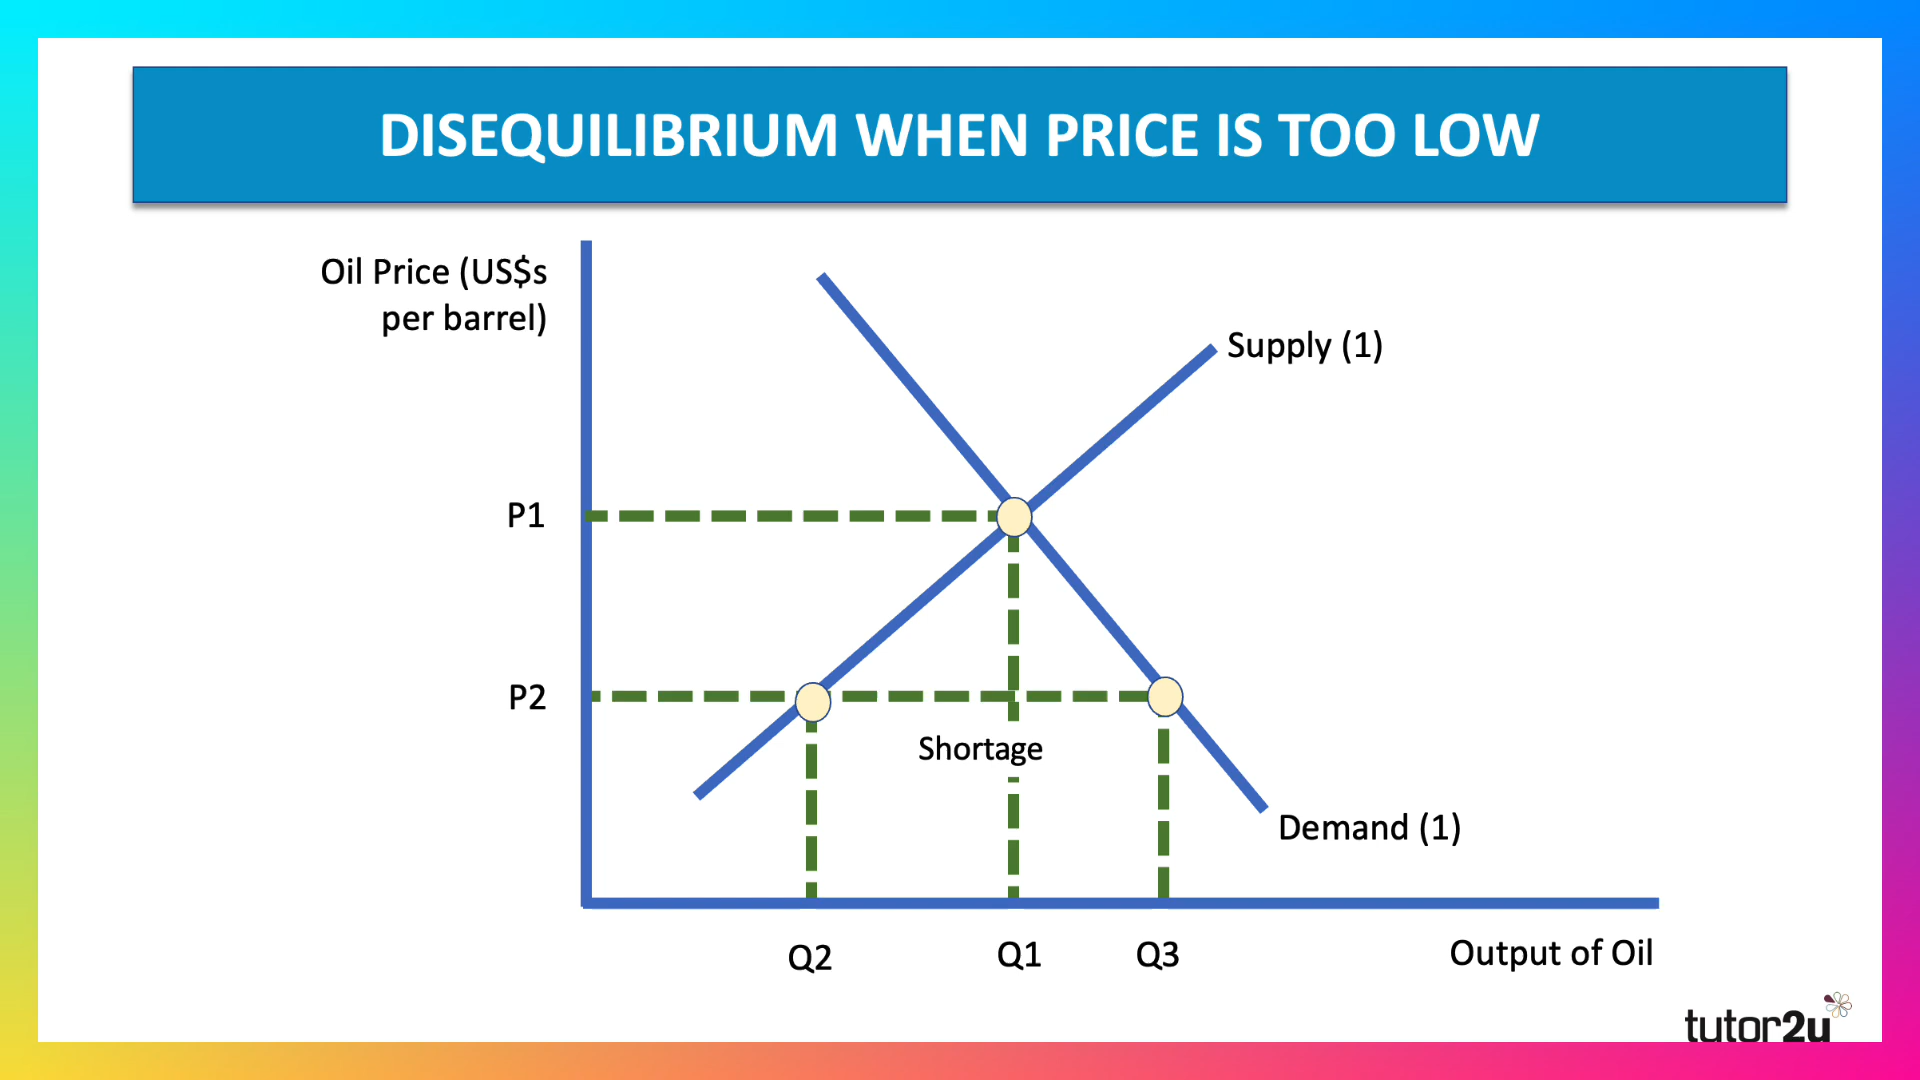 DISEQUILIBRIUM WHEN PRICE IS TOO LOW
Oil Price (US$s
per barrel)
Supply (1)
P1
P2
Shortage
Demand (1)
Q2
Q1
Q3
Output of Oil
tutor2u